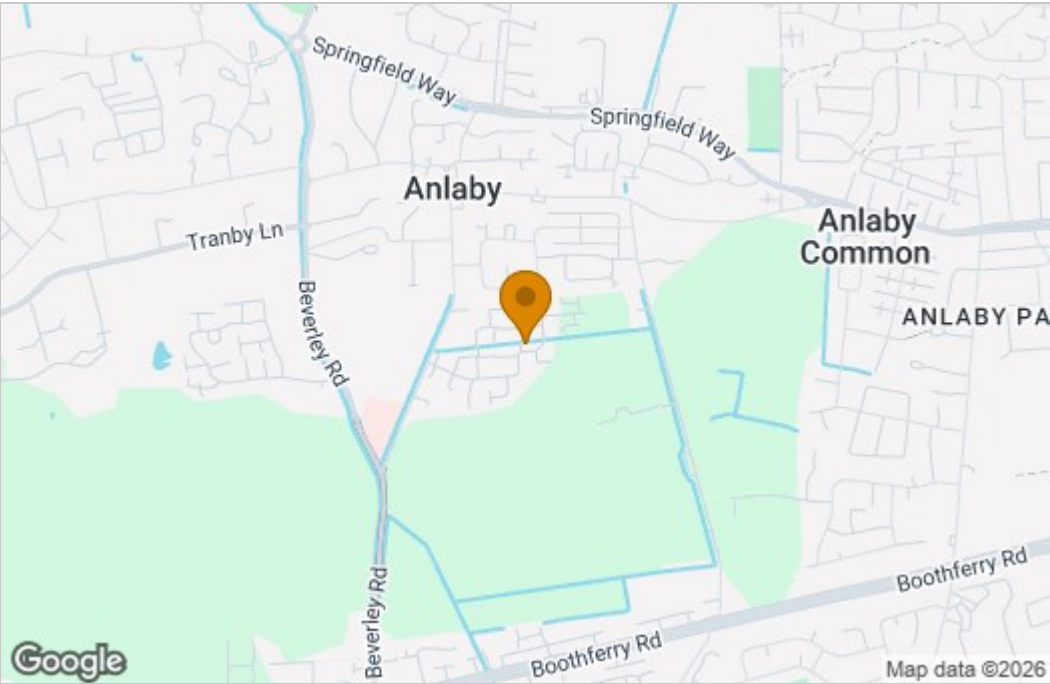 Springfield Way
Springfield Way
Anlaby
Anlaby
Common
Tranby Ln
Beverley Rd
ANLABY PA
Boothferry Rd
Beverley Rd
Boothferry Rd
Google
Map data ©2026